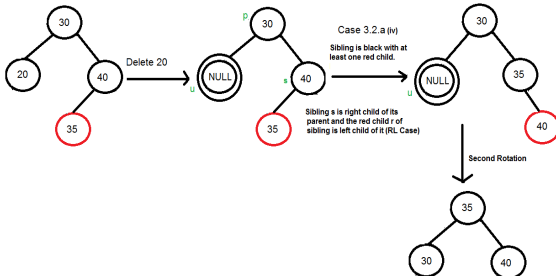 30
20
40
35
Delete 20
p
30
NULL
u
s
40
35
Case 3.2.a (iv)
Sibling is black with at
least one red child.
Sibling s is right child of its
parent and the red child r of
sibling is left child of it (RL Case)
30
NULL
u
35
40
Second Rotation
35
30
40